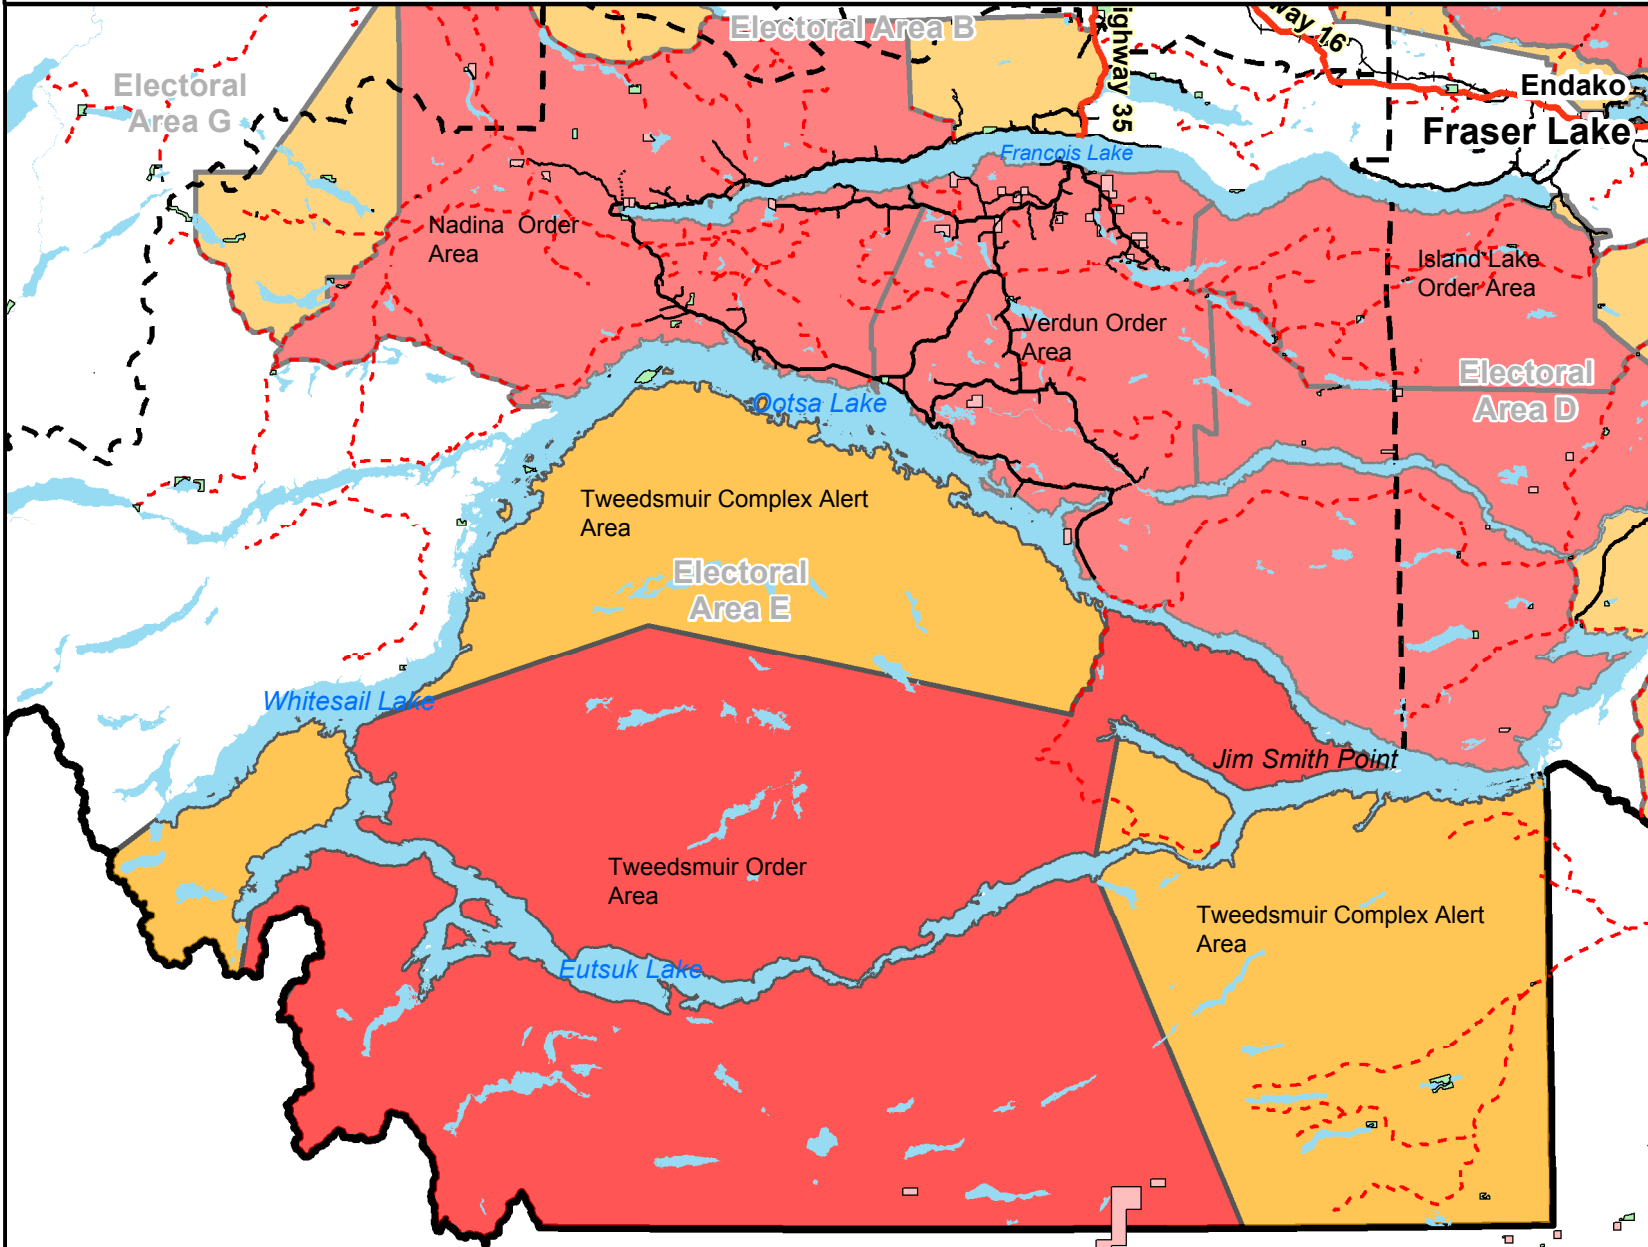 Electoral Area B
ighway 35
way 16
Electoral
Area G
Endako
Fraser Lake
Francois Lake
Nadina Order
Area
Island Lake
Order Area
Verdun Order
Area
Electoral
Area D
Ootsa Lake
Tweedsmuir Complex Alert
Area
Electoral
Area E
Whitesail Lake
Jim Smith Point
Tweedsmuir Order
Area
Tweedsmuir Complex Alert
Area
Eutsuk Lake